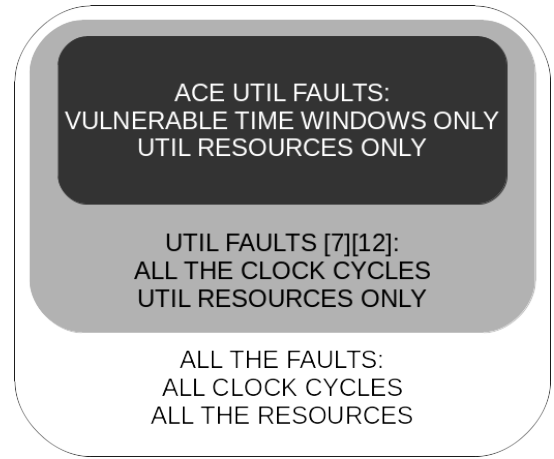 ACE UTIL FAULTS:
VULNERABLE TIME WINDOWS ONLY
UTIL RESOURCES ONLY
UTIL FAULTS [7][12]:
ALL THE CLOCK CYCLES
UTIL RESOURCES ONLY
ALL THE FAULTS:
ALL CLOCK CYCLES
ALL THE RESOURCES